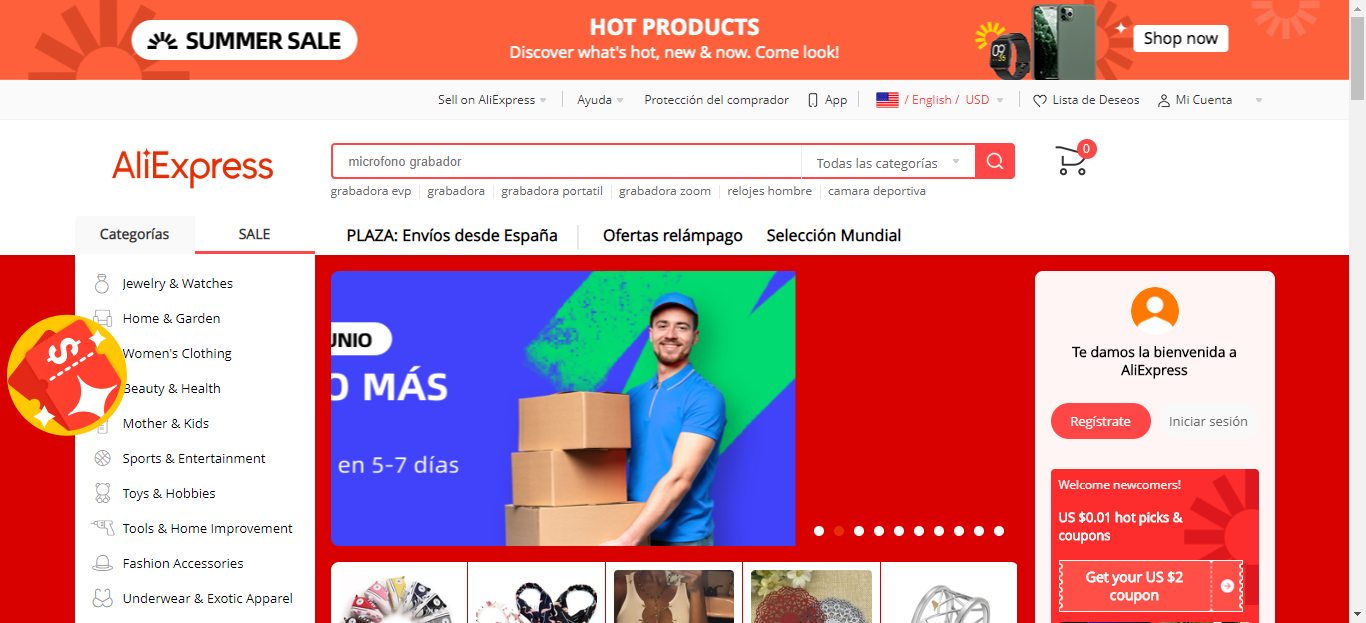 SUMMER SALE
HOT PRODUCTS
Discover what's hot, new & now. Come look!
Shop now
Sell on AliExpress
Ayuda
Protección del comprador
App
/ English / USD
Lista de Deseos
Mi Cuenta
AliExpress
microfono grabador
Todas las categorías
0
grabadora evp
grabadora
grabadora portatil
grabadora zoom
relojes hombre
camara deportiva
Categorías
SALE
PLAZA: Envíos desde España
Ofertas relámpago
Selección Mundial
Jewelry & Watches
Home & Garden
Women's Clothing
Beauty & Health
Mother & Kids
Sports & Entertainment
Toys & Hobbies
Tools & Home Improvement
Fashion Accessories
Underwear & Exotic Apparel
$
UNIO
O MÁS
en 5-7 días
Te damos la bienvenida a
AliExpress
Regístrate
Iniciar sesión
Welcome newcomers!
US $0.01 hot picks &
coupons
Get your US $2
coupon